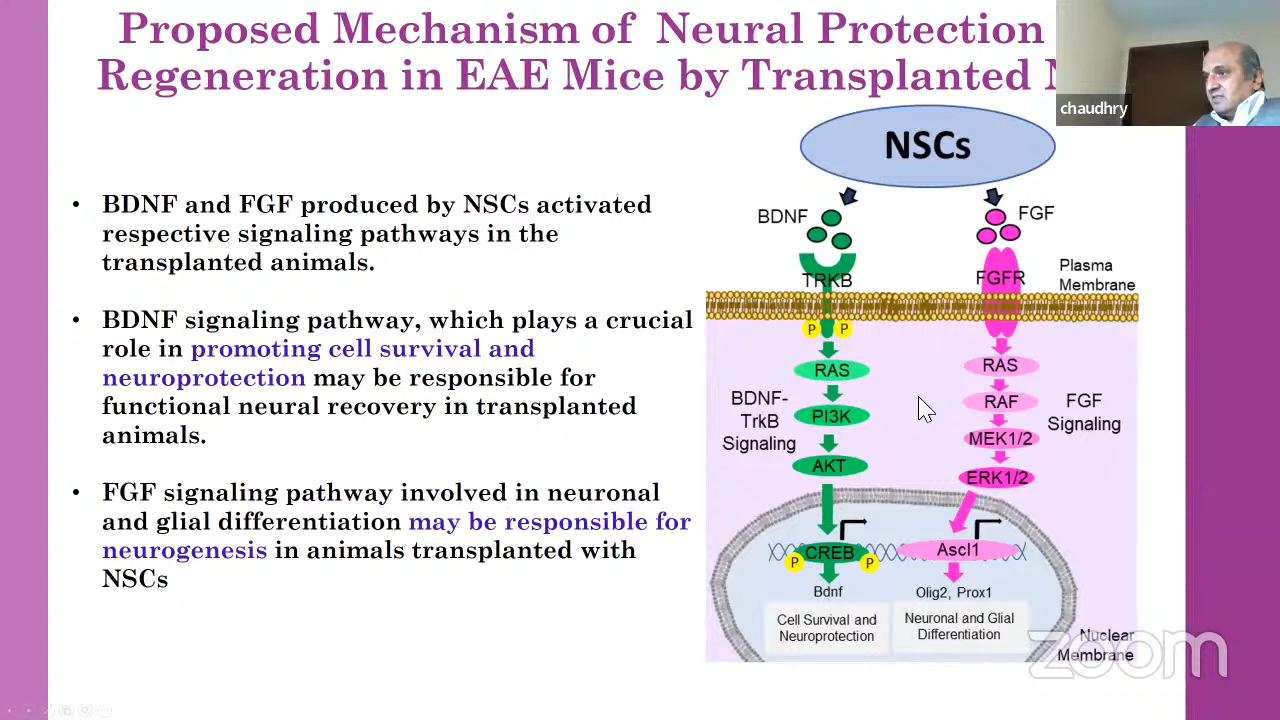 Proposed Mechanism of Neural Protection
Regeneration in EAE Mice by Transplanted
chaudhry
• BDNF and FGF produced by NSCs activated
respective signaling pathways in the
transplanted animals.
• BDNF signaling pathway, which plays a crucial
role in promoting cell survival and
neuroprotection may be responsible for
functional neural recovery in transplanted
animals.
• FGF signaling pathway involved in neuronal
and glial differentiation may be responsible for
neurogenesis in animals transplanted with
NSCs
NSCs
BDNF
FGF
TRKB
FGFR
Plasma
Membrane
P P
RAS
PI3K
AKT
BDNF-
TrkB
Signaling
RAS
RAF
MEK1/2
ERK1/2
FGF
Signaling
CREB
P P
Ascl1
Bdnf
Olig2, Prox1
Cell Survival and
Neuroprotection
Neuronal and Glial
Differentiation
Nuclear
Membrane
zoom